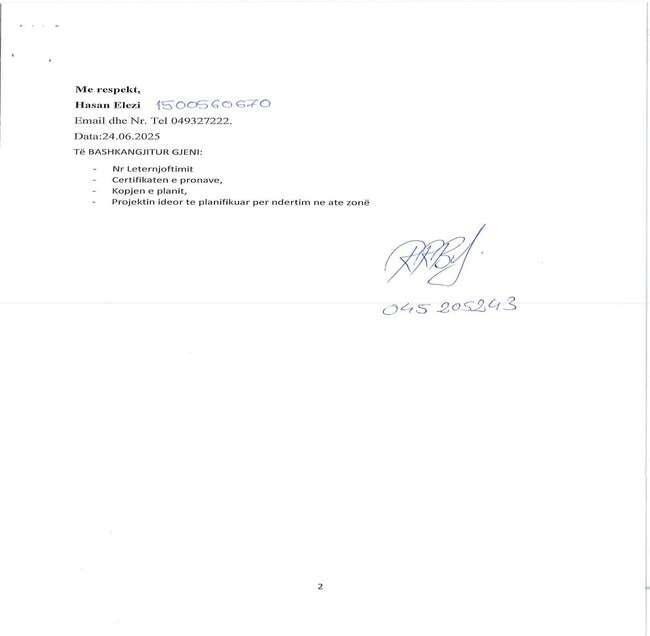 Me respekt,
Hasan Elezi 1500560670
Email dhe Nr. Tel 049327222,
Data:24.06.2025
Të BASHKANGJITUR GJENI:
- Nr Leternjoftimit
- Certifikaten e pronave,
- Kopjen e planit,
- Projektin ideor te planifikuar per ndertim ne ate zonë
045 205243
2